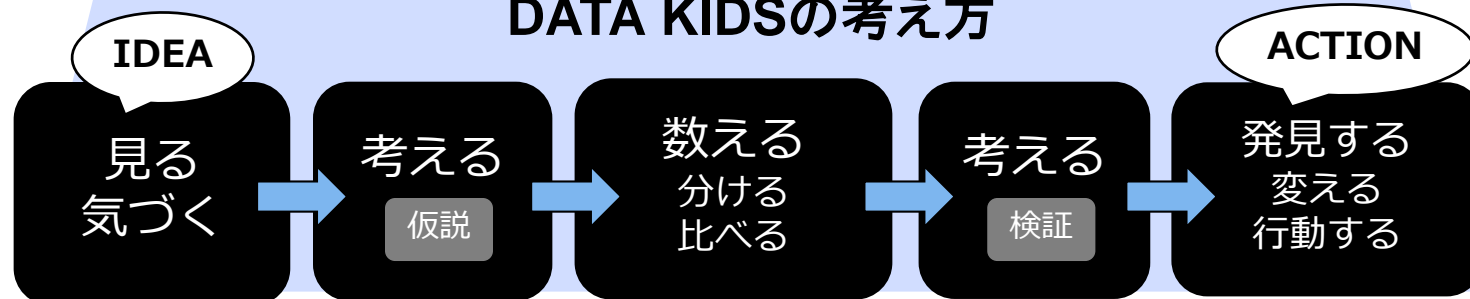 DATA KIDSの考え方
IDEA
ACTION
見る
気づく
考える
仮説
数える
分ける
比べる
考える
検証
発見する
変える
行動する